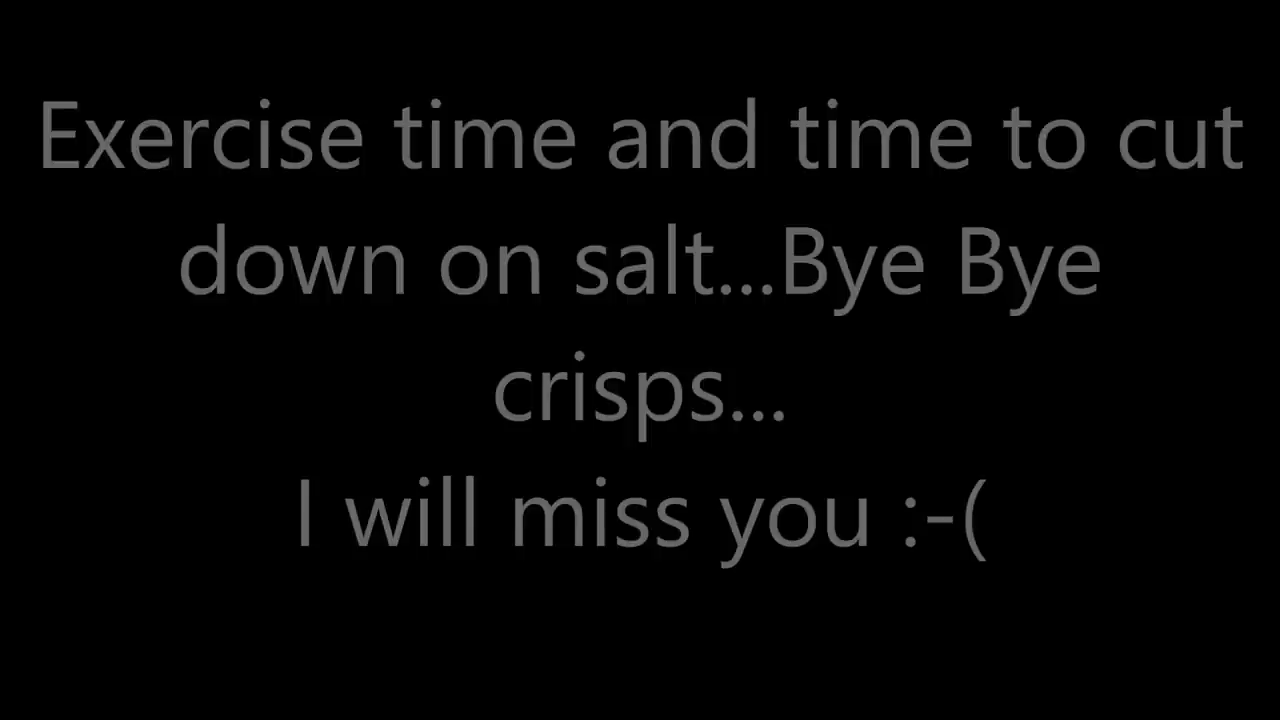 Exercise time and time to cut
down on salt...Bye Bye
crisps...
I will miss you :-(